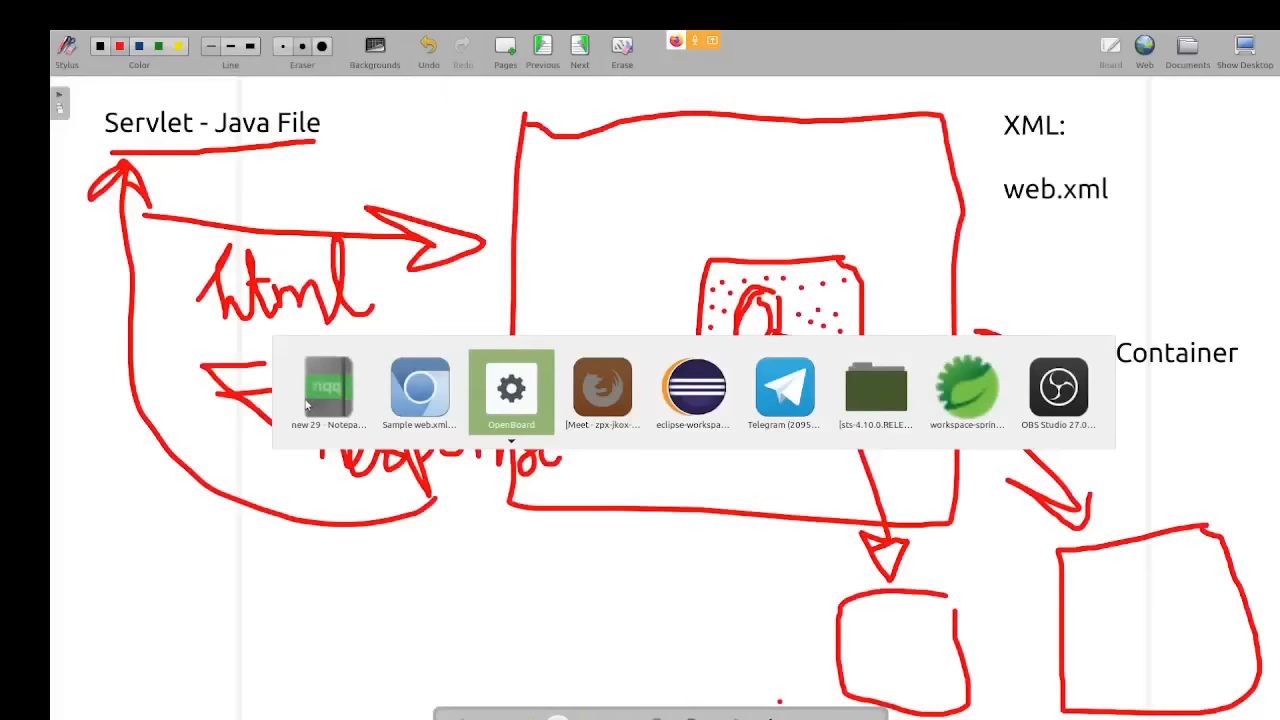 Stylus
Color
Line
Eraser
Backgrounds
Undo
Redo
Pages
Previous
Next
Erase
Board
Web
Documents
Show Desktop
Servlet - Java File
XML:
web.xml
html
Container
new 29 - Notepa...
Sample web.xml...
OpenBoard
[Meet - zpx-jkox-...
eclipse-workspa...
Telegram (2095...
[sts-4.10.0.RELE...
workspace-sprin...
OBS Studio 27.0...